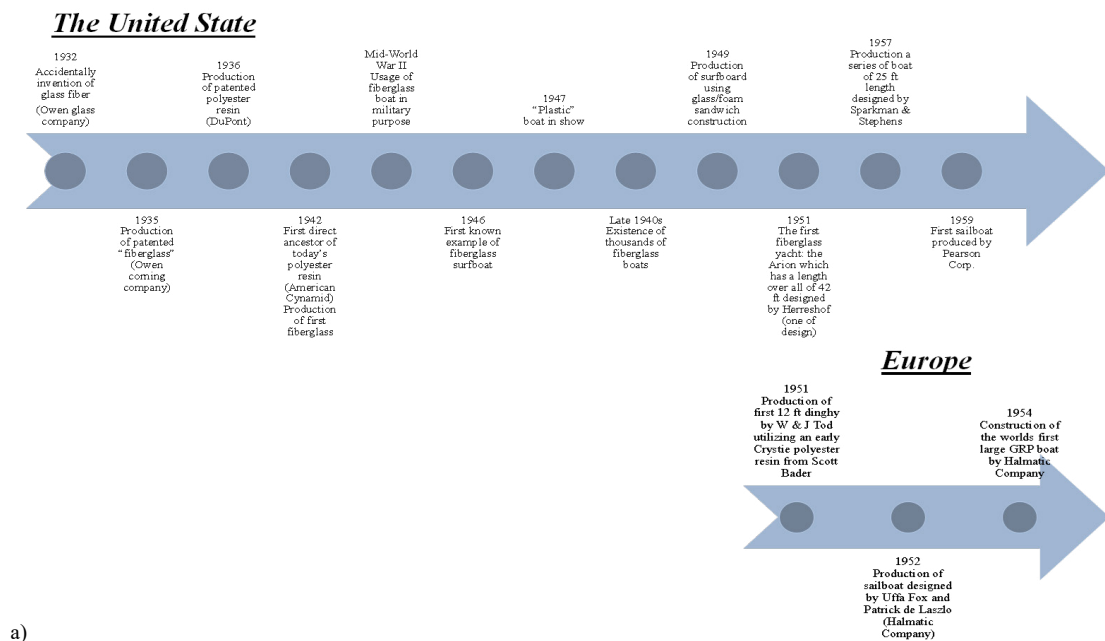 The United State
1932
Accidentally
invention of
glass fiber
(Owen glass
company)
1936
Production
of patented
polyester
resin
(DuPont)
Mid-World
War II
Usage of
fiberglass
boat in
military
purpose
1947
“Plastic”
boat in show
1949
Production
of surfboard
using
glass/foam
sandwich
construction
1957
Production a
series of boat
of 25 ft
length
designed by
Sparkman &
Stephens
1935
Production
of patented
“fiberglass”
(Owen
corning
company)
1942
First direct
ancestor of
today's
polyester
resin
(American
Cynamid)
Production
of first
fiberglass
1946
First known
example of
fiberglass
surfboat
Late 1940s
Existence of
thousands of
fiberglass
boats
1951
The first
fiberglass
yacht: the
Arion which
has a length
over all of 42
ft designed
by Herreshof
(one of
design)
1959
First sailboat
produced by
Pearson
Corp.
Europe
1951
Production of
first 12 ft dinghy
by W & J Tod
utilizing an early
Crystie polyester
resin from Scott
Bader
1954
Construction of
the worlds first
large GRP boat
by Halmatic
Company
1952
Production of
sailboat designed
by Uffa Fox and
Patrick de Laszlo
(Halmatic
Company)
a)